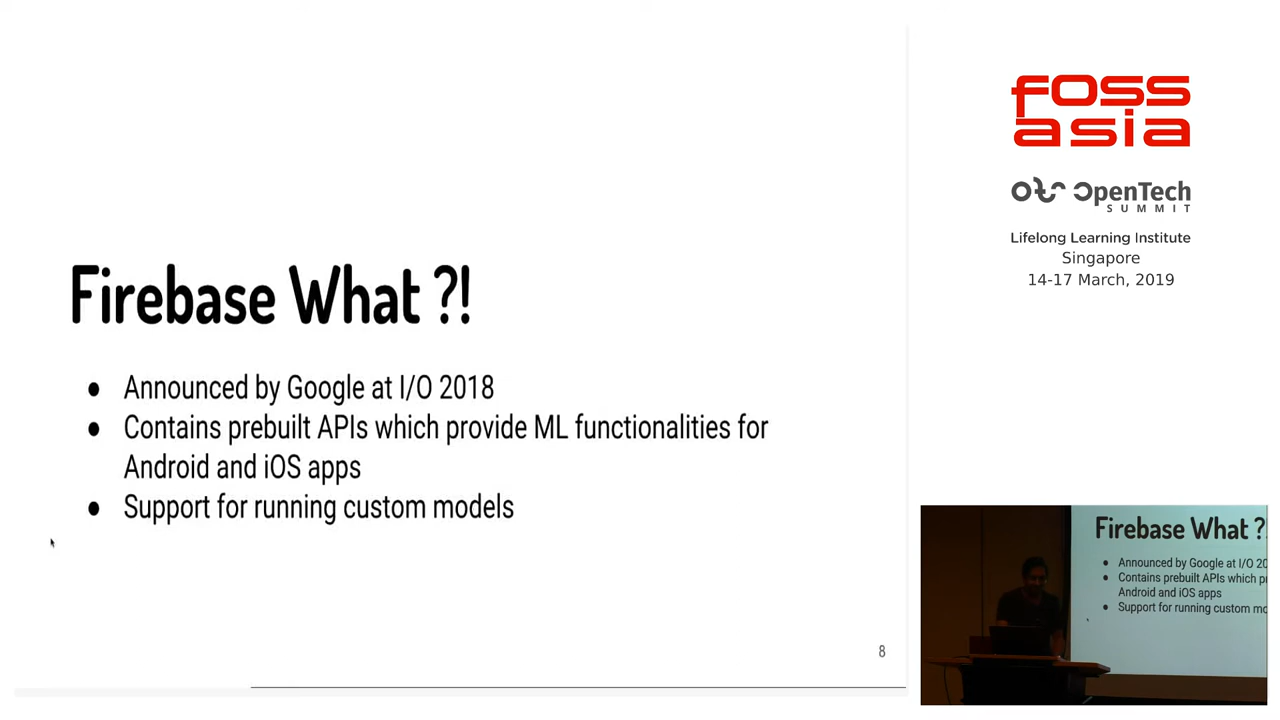 Firebase What ?!
● Announced by Google at I/O 2018
● Contains prebuilt APIs which provide ML functionalities for
Android and iOS apps
● Support for running custom models
8
foss
asia
OpenTech
SUMMIT
Lifelong Learning Institute
Singapore
14-17 March, 2019
Firebase What ?
● Announced by Google at I/O 20
● Contains prebuilt APIs which p
Android and iOS apps
● Support for running custom mo